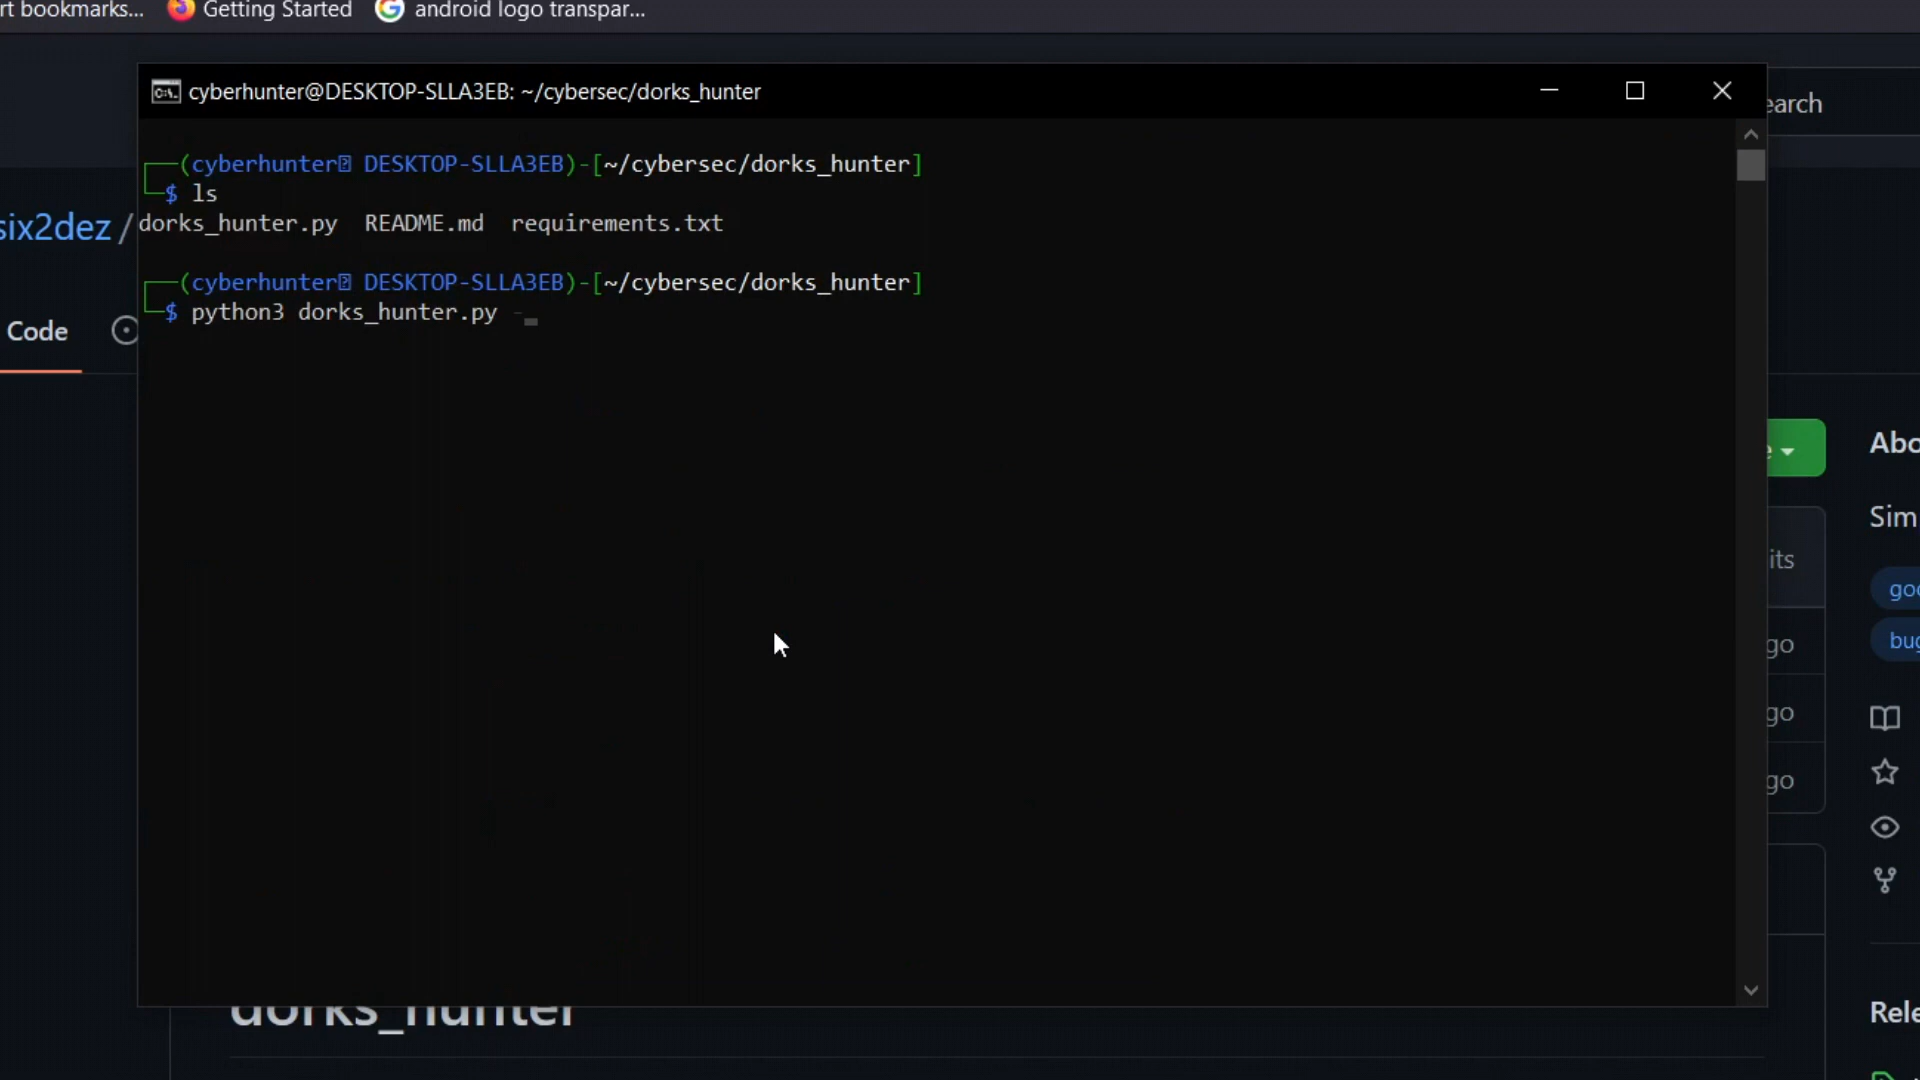 rt bookmarks... Getting Started android logo transpar...
cyberhunter@DESKTOP-SLLA3EB: ~/cybersec/dorks_hunter
earch
┌──(cyberhunter⍰ DESKTOP-SLLA3EB)-[~/cybersec/dorks_hunter]
└─$ ls
six2dez /
dorks_hunter.py  README.md  requirements.txt
┌──(cyberhunter⍰ DESKTOP-SLLA3EB)-[~/cybersec/dorks_hunter]
└─$ python3 dorks_hunter.py -
Code
e
Abo
Sim
its
goo
bug
go
go
go
dorks_hunter
Rele